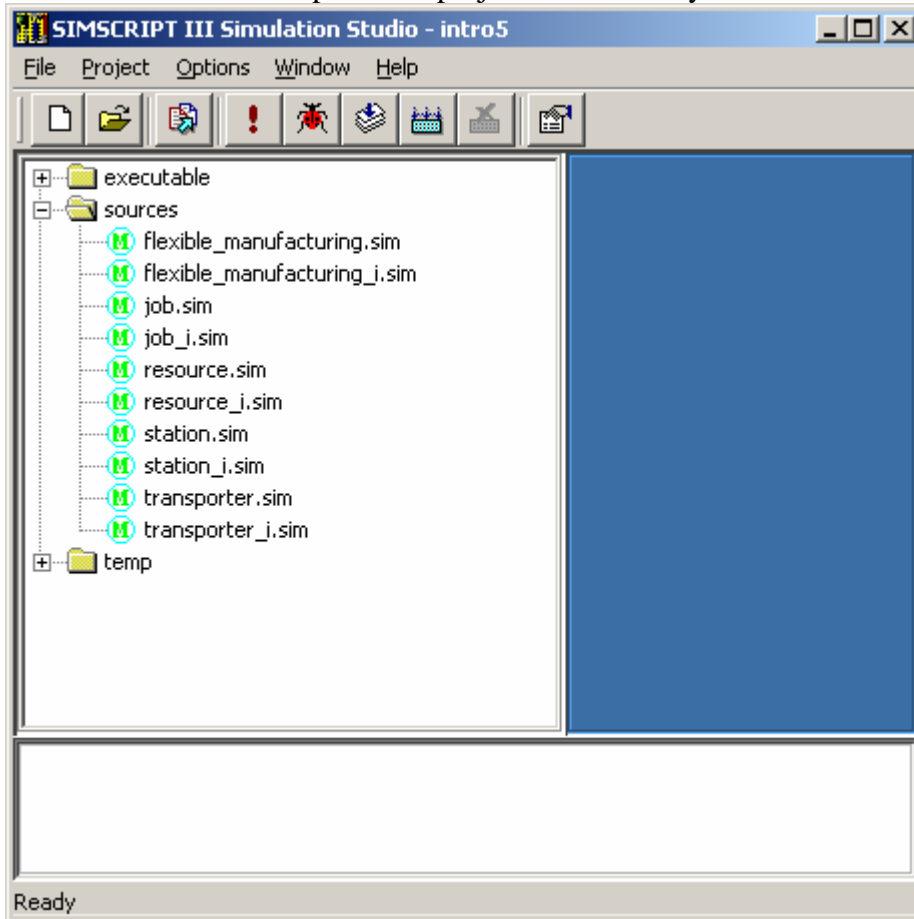 SIMSCRIPT III Simulation Studio - intro5
File Project Options Window Help
executable
sources
flexible_manufacturing.sim
flexible_manufacturing_i.sim
job.sim
job_i.sim
resource.sim
resource_i.sim
station.sim
station_i.sim
transporter.sim
transporter_i.sim
temp
Ready